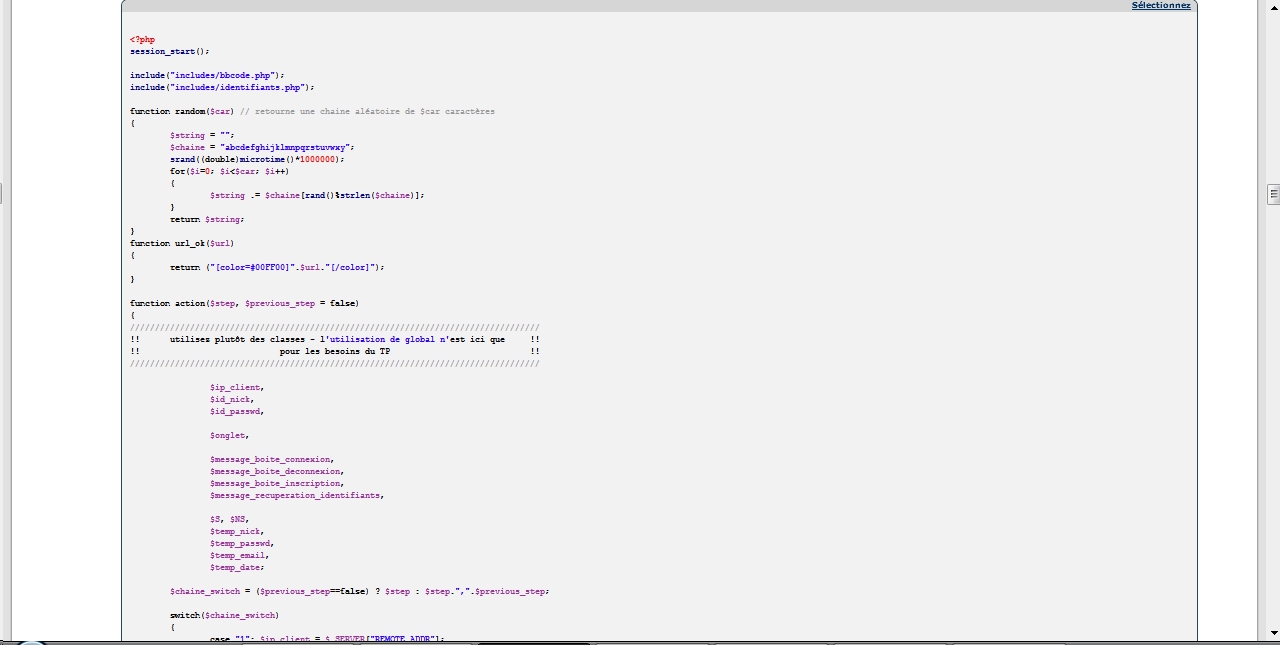 Sélectionnez
<?php
session_start();
include("includes/bbcode.php");
include("includes/identifiants.php");
function random($car) // retourne une chaine aléatoire de $car caractères
{
$string = "";
$chaine = "abcdefghijklmnpqrstuvwxy";
srand((double)microtime()*1000000);
for($i=0; $i<$car; $i++)
{
$string .= $chaine[rand()%strlen($chaine)];
}
return $string;
}
function url_ok($url)
{
return ("[color=#00FF00]".$url."[/color]");
}
function action($step, $previous_step = false)
{
//////////////////////////////////////////////////////////////////////////////////
!! utilisez plutôt des classes - l'utilisation de global n'est ici que !!
!! pour les besoins du TP !!
//////////////////////////////////////////////////////////////////////////////////
$ip_client,
$id_nick,
$id_passwd,
$onglet,
$message_boite_connexion,
$message_boite_deconnexion,
$message_boite_inscription,
$message_recuperation_identifiants,
$S, $NS,
$temp_nick,
$temp_passwd,
$temp_email,
$temp_date;
$chaine_switch = ($previous_step==false) ? $step : $step.",".$previous_step;
switch($chaine_switch)
{
case "1": $ip_client = $_SERVER["REMOTE_ADDR"];